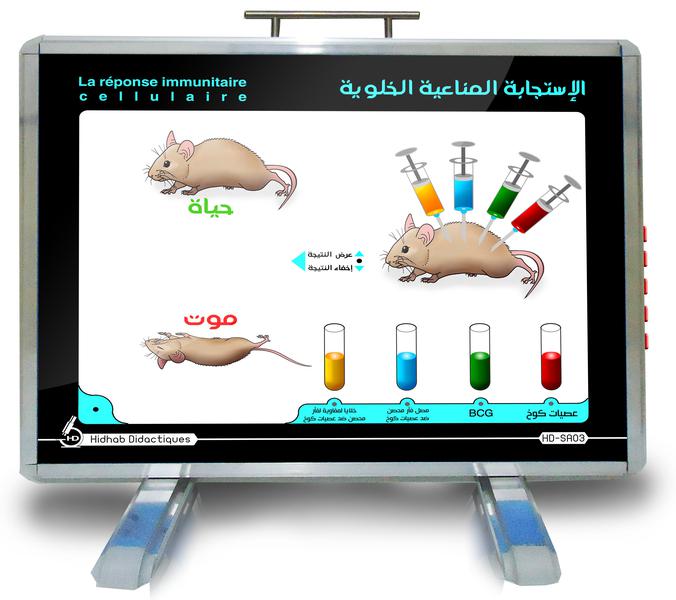 La réponse immunitaire
cellulaire
الإستجابة المناعية الخلوية
حياة
عرض النتيجة
إخفاء النتيجة
موت
خلايا لمفاوية لفأر
محصن ضد عصيات كوخ
مصل فأر محصن
ضد عصيات كوخ
BCG
عصيات كوخ
HD
Hidhab Didactiques
HD-SA03